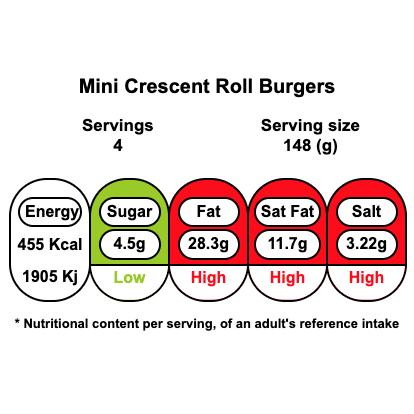 Mini Crescent Roll Burgers
Servings
4
Serving size
148 (g)
Energy Sugar Fat Sat Fat Salt
455 Kcal 4.5g 28.3g 11.7g 3.22g
1905 Kj Low High High High
* Nutritional content per serving, of an adult's reference intake